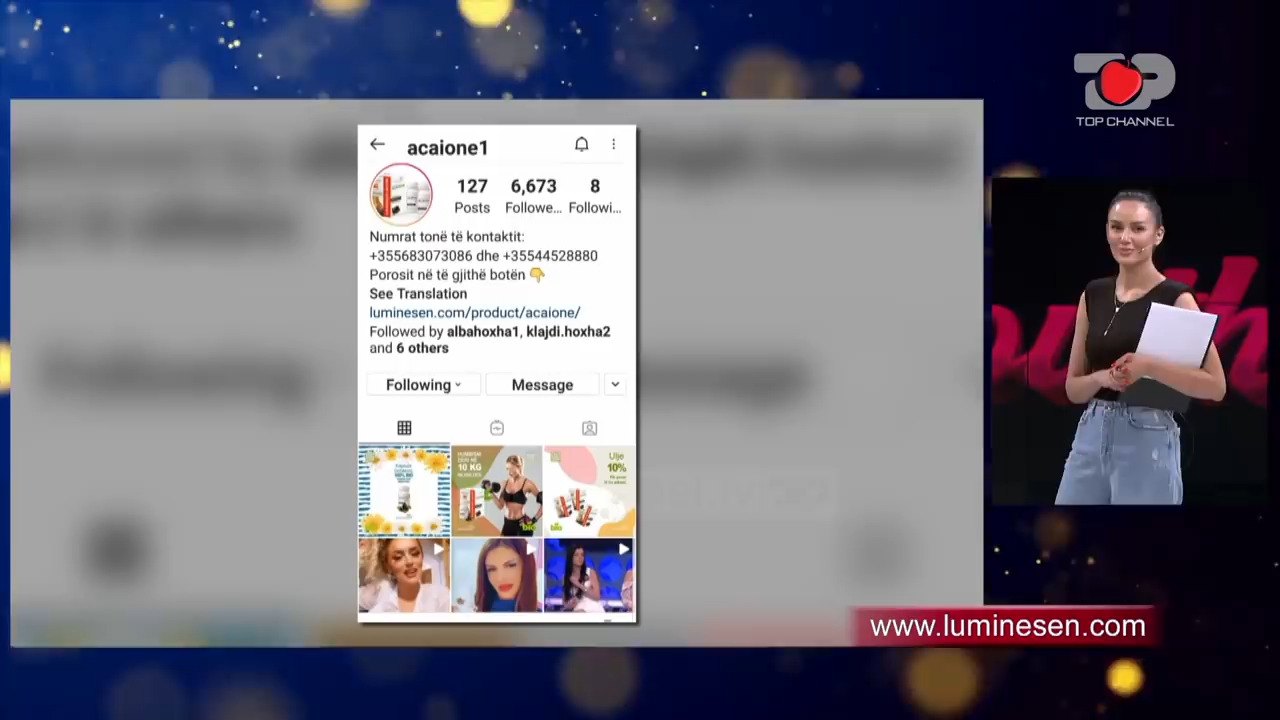 TOP CHANNEL
acaione1
127 6,673 8
Posts Followe... Followi...
Numrat tonë të kontaktit:
+355683073086 dhe +35544528880
Porosit në të gjithë botën 👇
See Translation
luminesen.com/product/acaione/
Followed by albahoxha1, klajdi.hoxha2
and 6 others
Following Message
10 KG
Ulje
10%
www.luminesen.com